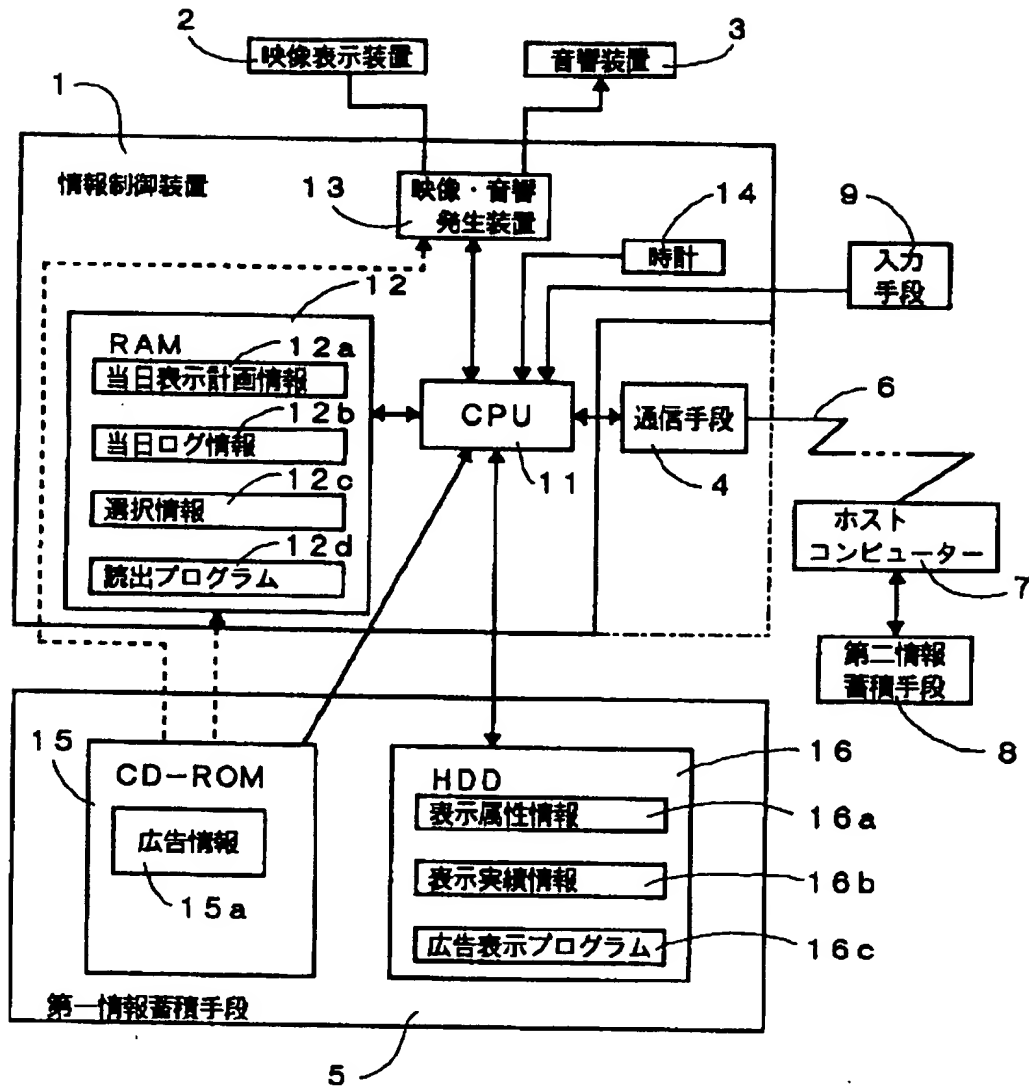 2
映像表示装置
音響装置
3
1
情報制御装置
13
映像・音響
発生装置
14
時計
9
入力
手段
12
RAM
12a
当日表示計画情報
12b
当日ログ情報
12c
選択情報
12d
読出プログラム
CPU
11
通信手段
4
6
ホスト
コンピューター
7
第二情報
蓄積手段
8
15
CD-ROM
広告情報
15a
HDD
16
表示属性情報
16a
表示実績情報
16b
広告表示プログラム
16c
第一情報蓄積手段
5